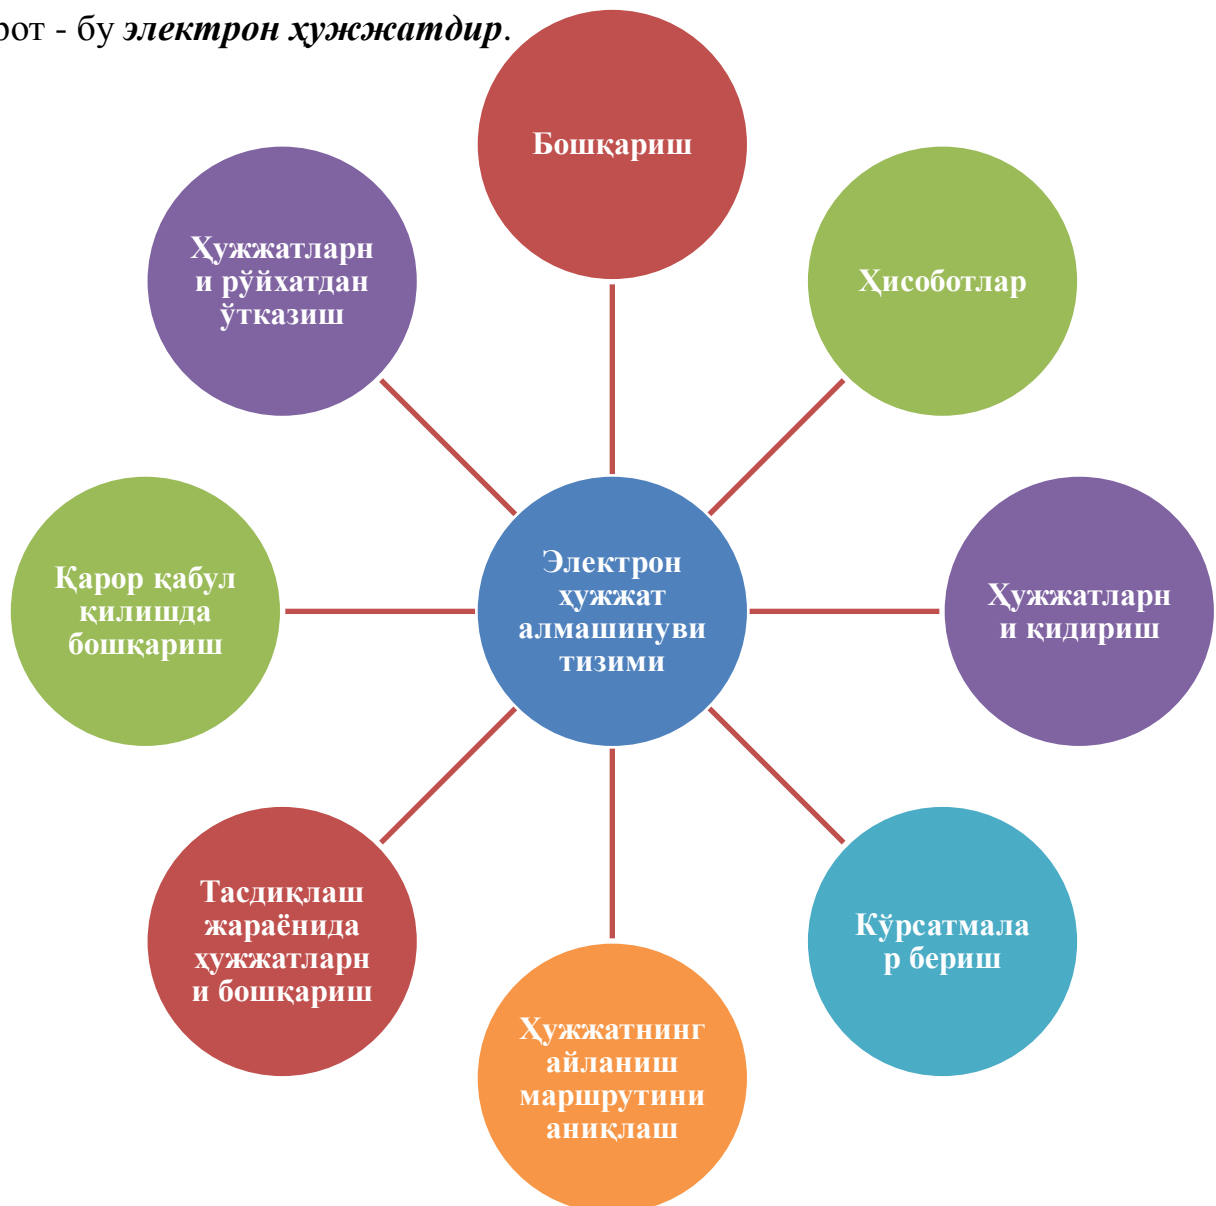 рот - бу электрон ҳужжатдир.
Бошқариш
Ҳисоботлар
Ҳужжатларн
и қидириш
Кўрсатмала
р бериш
Ҳужжатнинг
айланиш
маршрутини
аниқлаш
Тасдиқлаш
жараёнида
ҳужжатларн
и бошқариш
Қарор қабул
қилишда
бошқариш
Ҳужжатларн
и рўйхатдан
ўтказиш
Электрон
ҳужжат
алмашинуви
тизими